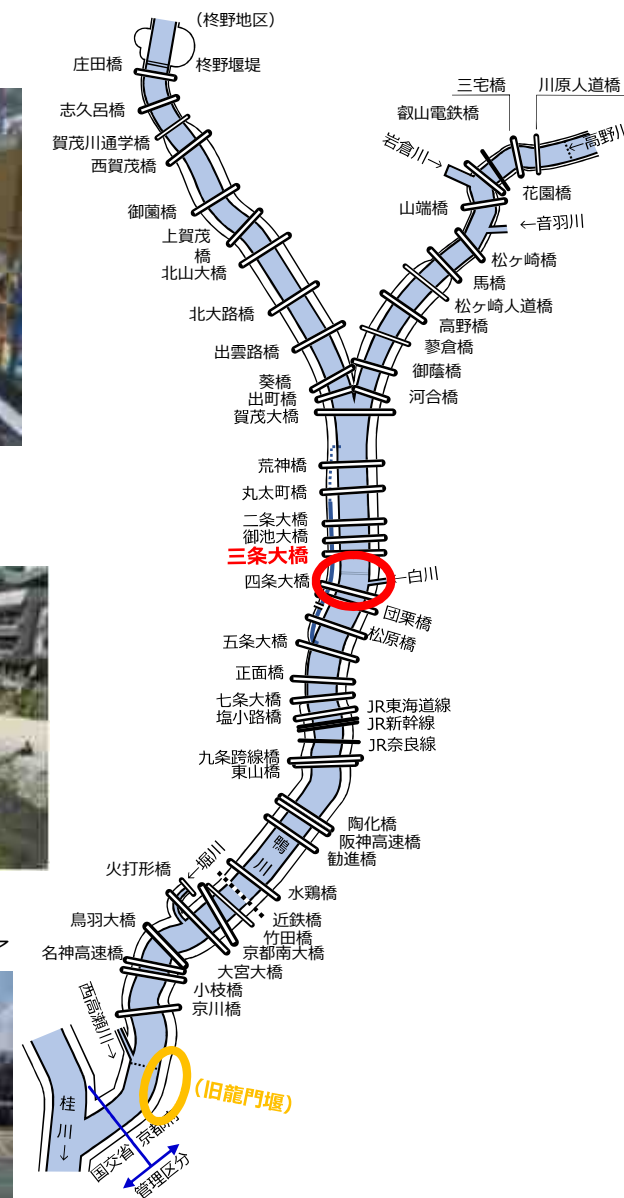 (柊野地区)
庄田橋
柊野堰堤
志久呂橋
賀茂川通学橋
西賀茂橋
御薗橋
上賀茂
橋
北山大橋
北大路橋
出雲路橋
葵橋
出町橋
賀茂大橋
三宅橋
川原人道橋
叡山電鉄橋
岩倉川→
←高野川
花園橋
山端橋
←音羽川
松ヶ崎橋
馬橋
松ヶ崎人道橋
高野橋
蓼倉橋
御蔭橋
河合橋
荒神橋
丸太町橋
二条大橋
御池大橋
三条大橋
四条大橋
←白川
団栗橋
松原橋
五条大橋
正面橋
七条大橋
塩小路橋
JR東海道線
JR新幹線
JR奈良線
九条跨線橋
東山橋
陶化橋
阪神高速橋
勧進橋
鴨川
水鶏橋
←堀川
火打形橋
近鉄橋
竹田橋
京都南大橋
鳥羽大橋
大宮大橋
名神高速橋
小枝橋
京川橋
西高瀬川→
(旧龍門堰)
桂川→
国交省
京都府
管理区分